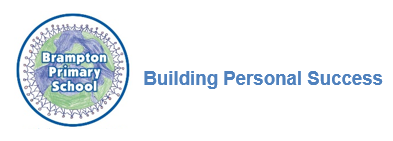 Brampton
Primary
School
Building Personal Success